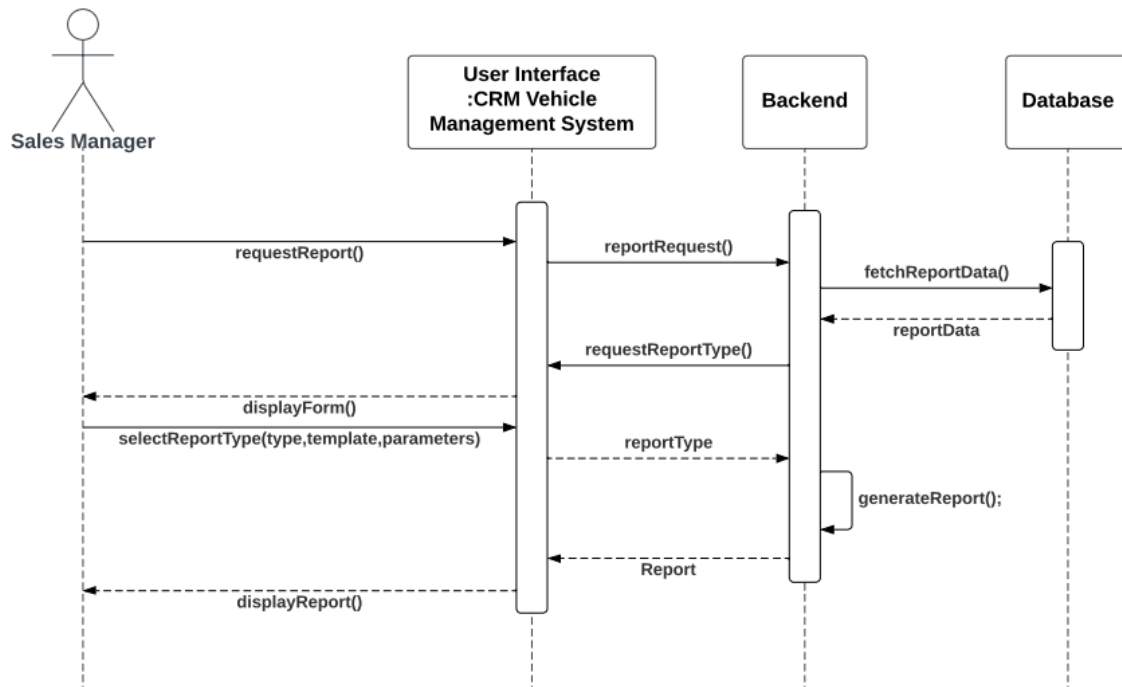 User Interface
:CRM Vehicle
Management System
Backend
Database
Sales Manager
requestReport()
reportRequest()
fetchReportData()
reportData
requestReportType()
displayForm()
selectReportType(type,template,parameters)
reportType
generateReport();
Report
displayReport()